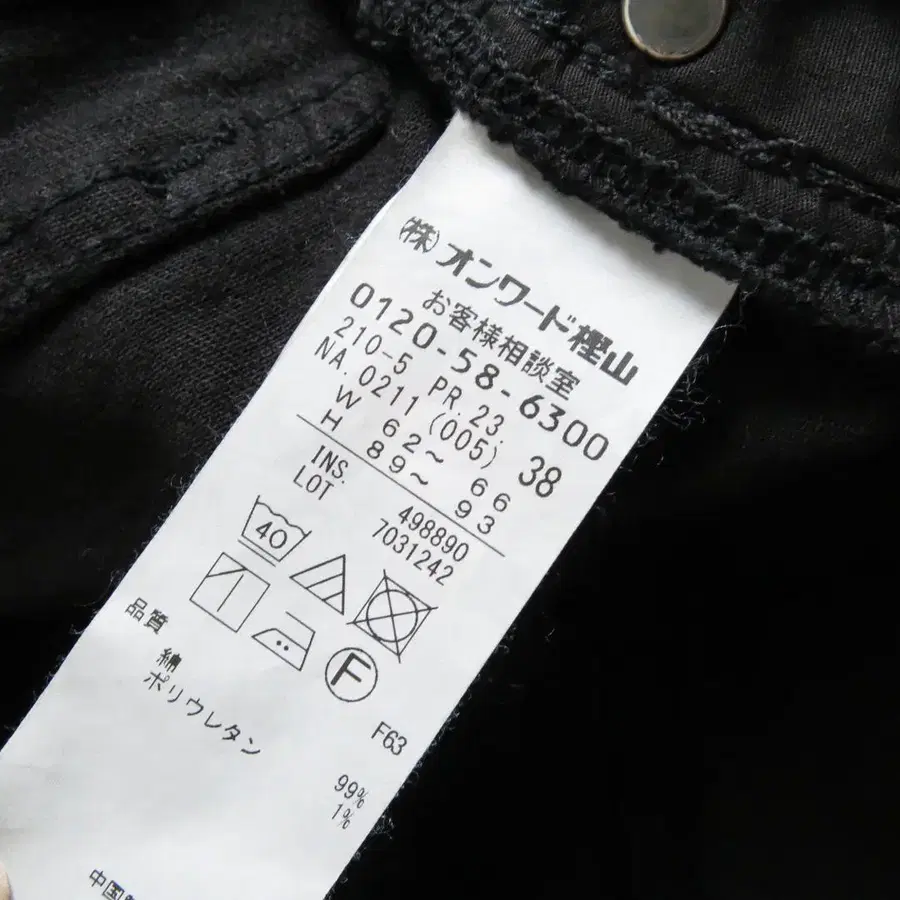 (株)オンワード樫山
お客様相談室
0120-58-6300
210-5 PR.23.
NA.0211(005) 38
W 62～ 66
H 89～ 93
INS. 498890
LOT 7031242
40
F
F63
品質
綿 99%
ポリウレタン 1%
中国